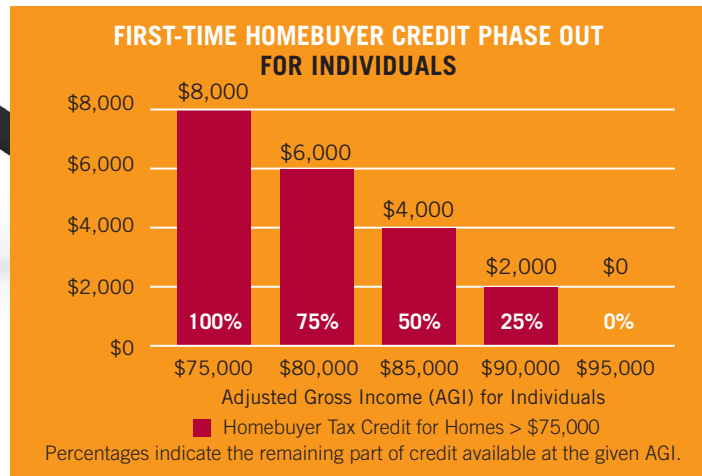 FIRST-TIME HOMEBUYER CREDIT PHASE OUT
FOR INDIVIDUALS
$8,000
$8,000
$6,000
$6,000
$4,000
$4,000
$2,000
$2,000
$0
100%
75%
50%
25%
0%
$0
$75,000 $80,000 $85,000 $90,000 $95,000
Adjusted Gross Income (AGI) for Individuals
Homebuyer Tax Credit for Homes > $75,000
Percentages indicate the remaining part of credit available at the given AGI.